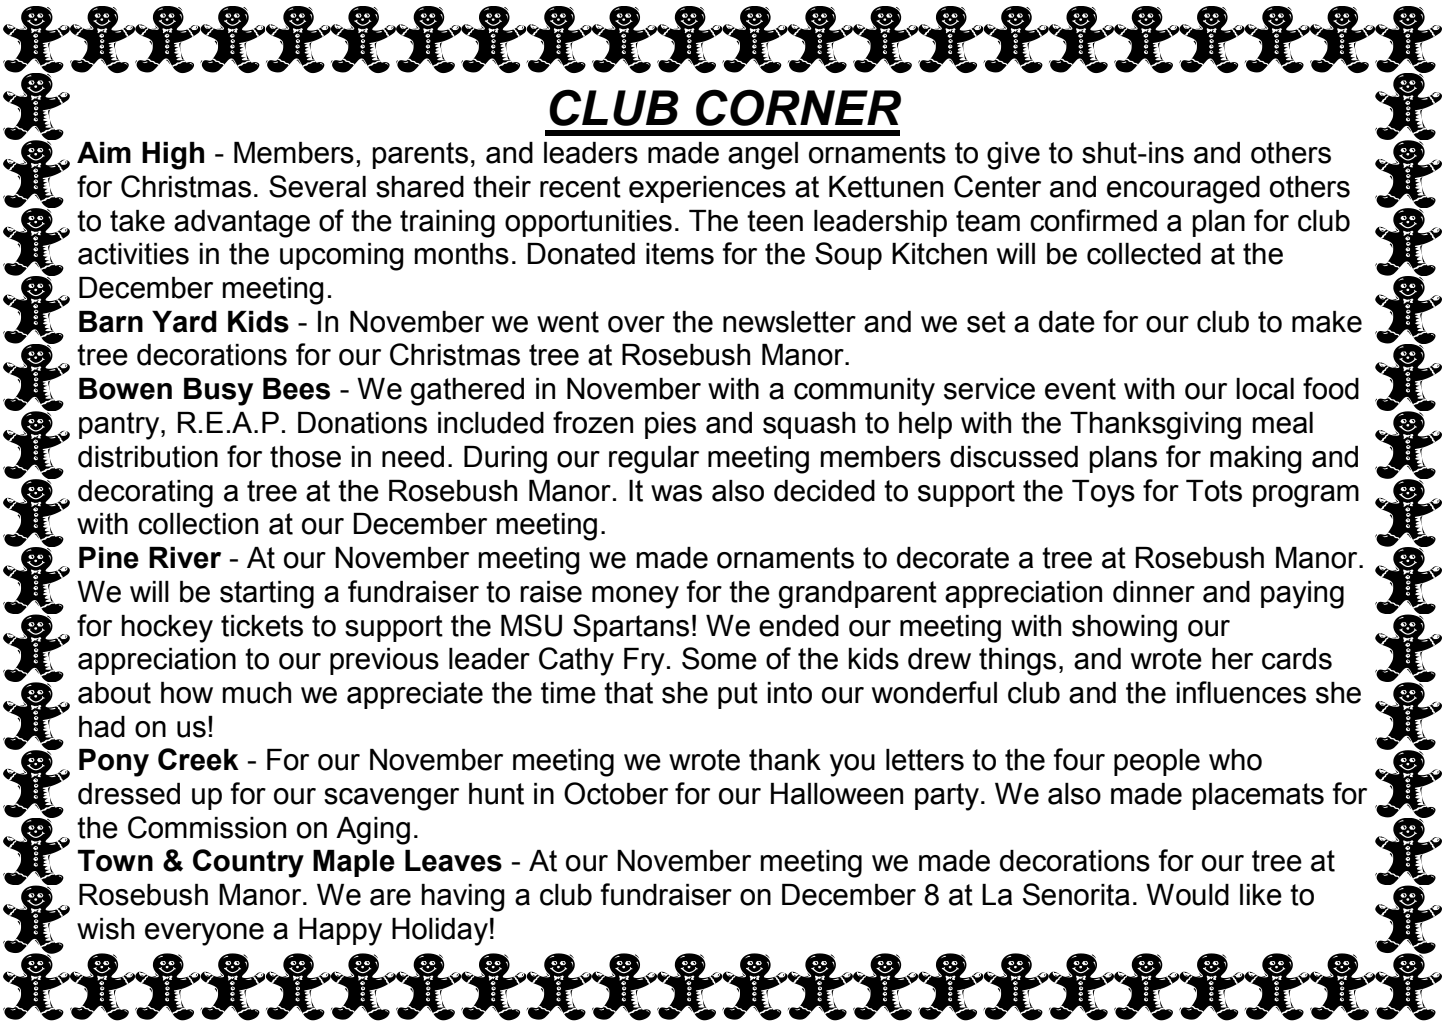 CLUB CORNER
Aim High - Members, parents, and leaders made angel ornaments to give to shut-ins and others
for Christmas. Several shared their recent experiences at Kettunen Center and encouraged others
to take advantage of the training opportunities. The teen leadership team confirmed a plan for club
activities in the upcoming months. Donated items for the Soup Kitchen will be collected at the
December meeting.
Barn Yard Kids - In November we went over the newsletter and we set a date for our club to make
tree decorations for our Christmas tree at Rosebush Manor.
Bowen Busy Bees - We gathered in November with a community service event with our local food
pantry, R.E.A.P. Donations included frozen pies and squash to help with the Thanksgiving meal
distribution for those in need. During our regular meeting members discussed plans for making and
decorating a tree at the Rosebush Manor. It was also decided to support the Toys for Tots program
with collection at our December meeting.
Pine River - At our November meeting we made ornaments to decorate a tree at Rosebush Manor.
We will be starting a fundraiser to raise money for the grandparent appreciation dinner and paying
for hockey tickets to support the MSU Spartans! We ended our meeting with showing our
appreciation to our previous leader Cathy Fry. Some of the kids drew things, and wrote her cards
about how much we appreciate the time that she put into our wonderful club and the influences she
had on us!
Pony Creek - For our November meeting we wrote thank you letters to the four people who
dressed up for our scavenger hunt in October for our Halloween party. We also made placemats for
the Commission on Aging.
Town & Country Maple Leaves - At our November meeting we made decorations for our tree at
Rosebush Manor. We are having a club fundraiser on December 8 at La Senorita. Would like to
wish everyone a Happy Holiday!